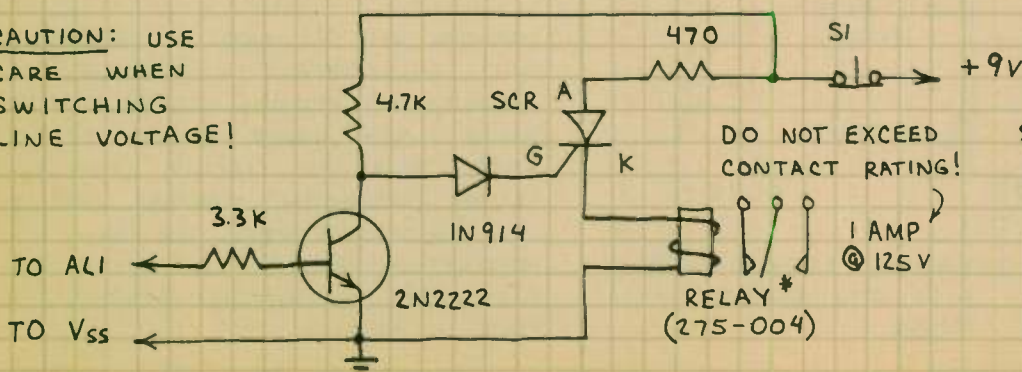 CAUTION: USE
CARE WHEN
SWITCHING
LINE VOLTAGE!
470
S1
+9V
4.7K
SCR
A
G
K
DO NOT EXCEED
CONTACT RATING!
1N914
3.3K
1 AMP
@ 125V
TO AL1
2N2222
RELAY *
(275-004)
TO Vss